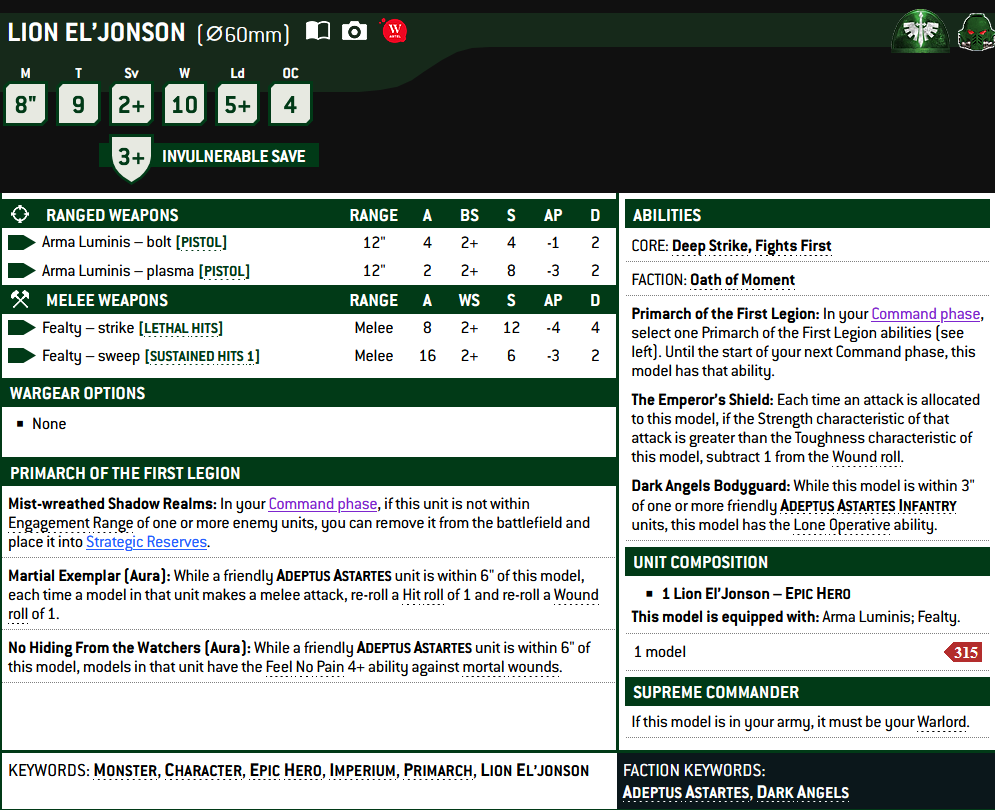 LION EL'JONSON (Ø60mm)
M T Sv W Ld OC
8" 9 2+ 10 5+ 4
3+ INVULNERABLE SAVE
RANGED WEAPONS RANGE A BS S AP D
Arma Luminis – bolt [PISTOL] 12" 4 2+ 4 -1 2
Arma Luminis – plasma [PISTOL] 12" 2 2+ 8 -3 2
MELEE WEAPONS RANGE A WS S AP D
Fealty – strike [LETHAL HITS] Melee 8 2+ 12 -4 4
Fealty – sweep [SUSTAINED HITS 1] Melee 16 2+ 6 -3 2
WARGEAR OPTIONS
▪ None
PRIMARCH OF THE FIRST LEGION
Mist-wreathed Shadow Realms: In your Command phase, if this unit is not within
Engagement Range of one or more enemy units, you can remove it from the battlefield and
place it into Strategic Reserves.
Martial Exemplar (Aura): While a friendly ADEPTUS ASTARTES unit is within 6" of this model,
each time a model in that unit makes a melee attack, re-roll a Hit roll of 1 and re-roll a Wound
roll of 1.
No Hiding From the Watchers (Aura): While a friendly ADEPTUS ASTARTES unit is within 6" of
this model, models in that unit have the Feel No Pain 4+ ability against mortal wounds.
ABILITIES
CORE: Deep Strike, Fights First
FACTION: Oath of Moment
Primarch of the First Legion: In your Command phase,
select one Primarch of the First Legion abilities (see
left). Until the start of your next Command phase, this
model has that ability.
The Emperor's Shield: Each time an attack is allocated
to this model, if the Strength characteristic of that
attack is greater than the Toughness characteristic of
this model, subtract 1 from the Wound roll.
Dark Angels Bodyguard: While this model is within 3"
of one or more friendly ADEPTUS ASTARTES INFANTRY
units, this model has the Lone Operative ability.
UNIT COMPOSITION
▪ 1 Lion El'Jonson – EPIC HERO
This model is equipped with: Arma Luminis; Fealty.
1 model 315
SUPREME COMMANDER
If this model is in your army, it must be your Warlord.
KEYWORDS: MONSTER, CHARACTER, EPIC HERO, IMPERIUM, PRIMARCH, LION EL'JONSON
FACTION KEYWORDS:
ADEPTUS ASTARTES, DARK ANGELS